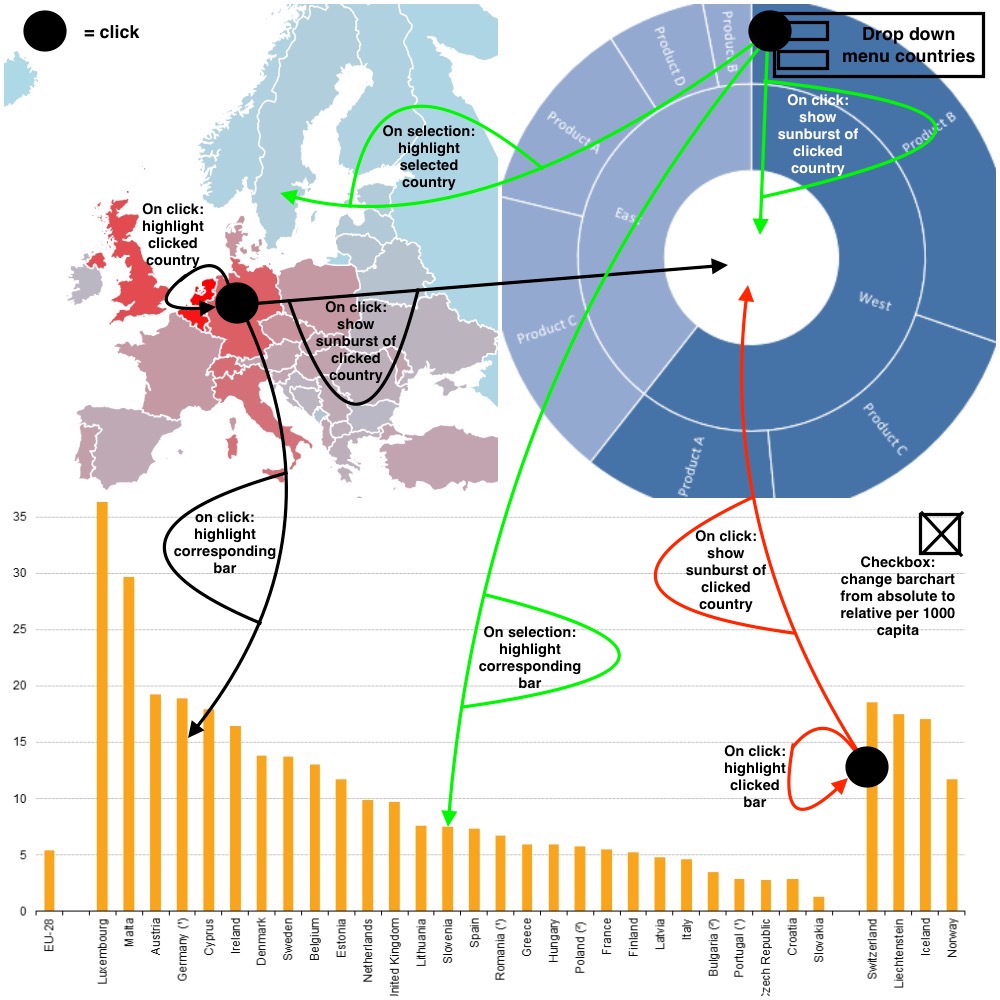 = click
Drop down
menu countries
On selection:
highlight
selected
country
On click:
show
sunburst of
clicked
country
Product B
Product D
Product A
Product B
East
Product C
West
Product A
Product C
On click:
highlight
clicked
country
On click:
show
sunburst of
clicked
country
on click:
highlight
corresponding
bar
On click:
show
sunburst of
clicked
country
Checkbox:
change barchart
from absolute to
relative per 1000
capita
On selection:
highlight
corresponding
bar
On click:
highlight
clicked
bar
35
30
25
20
15
10
5
0
EU-28
Luxembourg
Malta
Austria
Germany (¹)
Cyprus
Ireland
Denmark
Sweden
Belgium
Estonia
Netherlands
United Kingdom
Lithuania
Slovenia
Spain
Romania (¹)
Greece
Hungary
Poland (²)
France
Finland
Latvia
Italy
Bulgaria (²)
Portugal (¹)
Czech Republic
Croatia
Slovakia
Switzerland
Liechtenstein
Iceland
Norway